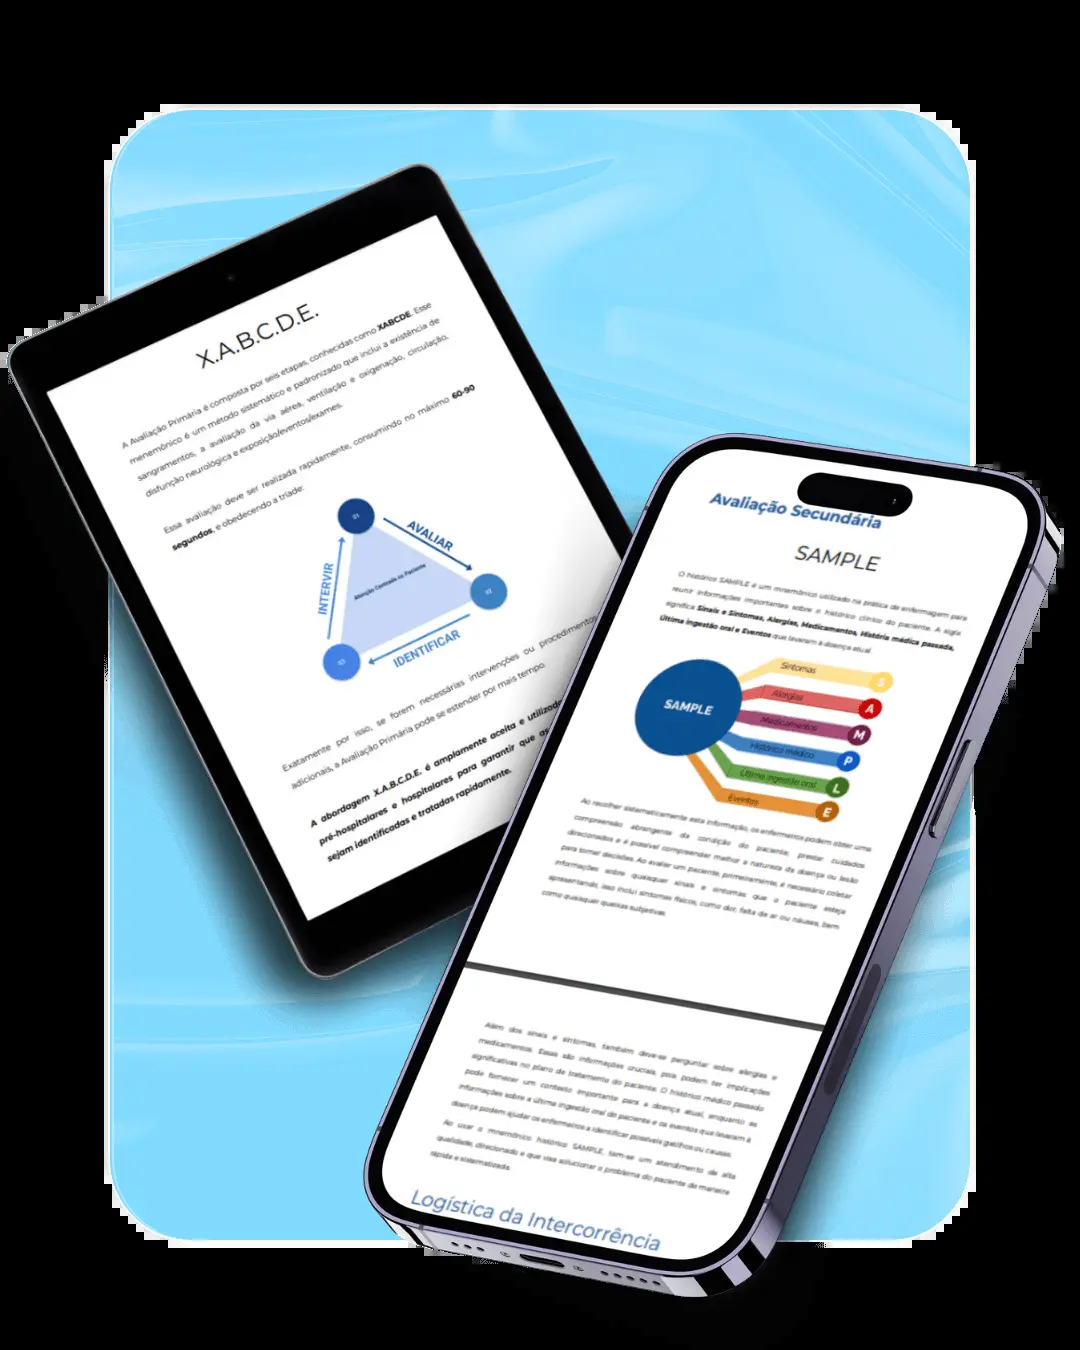 X.A.B.C.D.E.
A Avaliação Primária é composta por seis etapas, conhecidas como XABCDE. Esse
menemônico é um método sistemático e padronizado que inclui a existência de
sangramentos, a avaliação da via aérea, ventilação e oxigenação, circulação,
disfunção neurológica e exposição/eventos/exames.
Essa avaliação deve ser realizada rapidamente, consumindo no máximo 60-90
segundos, e obedecendo a tríade:
01
AVALIAR
INTERVIR
Atenção Centrada no Paciente
02
03
IDENTIFICAR
Exatamente por isso, se forem necessárias intervenções ou procedimentos
adicionais, a Avaliação Primária pode se estender por mais tempo.
A abordagem X.A.B.C.D.E. é amplamente aceita e utilizada
pré-hospitalares e hospitalares para garantir que as
sejam identificadas e tratadas rapidamente.
Avaliação Secundária
SAMPLE
O histórico SAMPLE é um mnemônico utilizado na prática de enfermagem para
reunir informações importantes sobre o histórico clínico do paciente. A sigla
significa Sinais e Sintomas, Alergias, Medicamentos, História médica passada,
Última ingestão oral e Eventos que levaram à doença atual.
SAMPLE
Sintomas S
Alergias A
Medicamentos M
Histórico médico P
Última ingestão oral L
Eventos E
Ao recolher sistematicamente esta informação, os enfermeiros podem obter uma
compreensão abrangente da condição do paciente, prestar cuidados
direcionados e é possível compreender melhor a natureza da doença ou lesão
para tomar decisões. Ao avaliar um paciente, primeiramente, é necessário coletar
informações sobre quaisquer sinais e sintomas que o paciente esteja
apresentando, isso inclui sintomas físicos, como dor, falta de ar ou náusea, bem
como quaisquer queixas subjetivas.
Além dos sinais e sintomas, também deve-se perguntar sobre alergias e
medicamentos. Essas são informações cruciais, pois podem ter implicações
significativas no plano de tratamento do paciente. O histórico médico passado
pode fornecer um contexto importante para a doença atual, enquanto as
informações sobre a última ingestão oral do paciente e os eventos que levaram à
doença podem ajudar os enfermeiros a identificar possíveis gatilhos ou causas.
Ao usar o mnemônico histórico SAMPLE, tem-se um atendimento de alta
qualidade, direcionado e que visa solucionar o problema do paciente de maneira
rápida e sistematizada.
Logística da Intercorrência